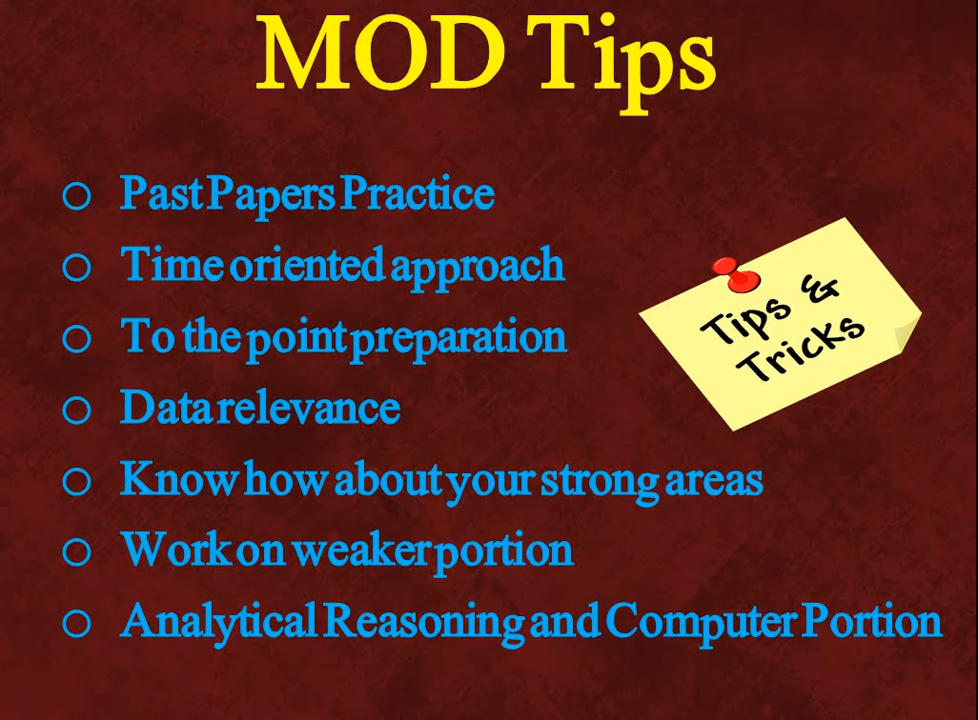 MOD Tips
Past Papers Practice
Time oriented approach
To the point preparation
Data relevance
Know how about your strong areas
Work on weaker portion
Analytical Reasoning and Computer Portion
Tips &
Tricks